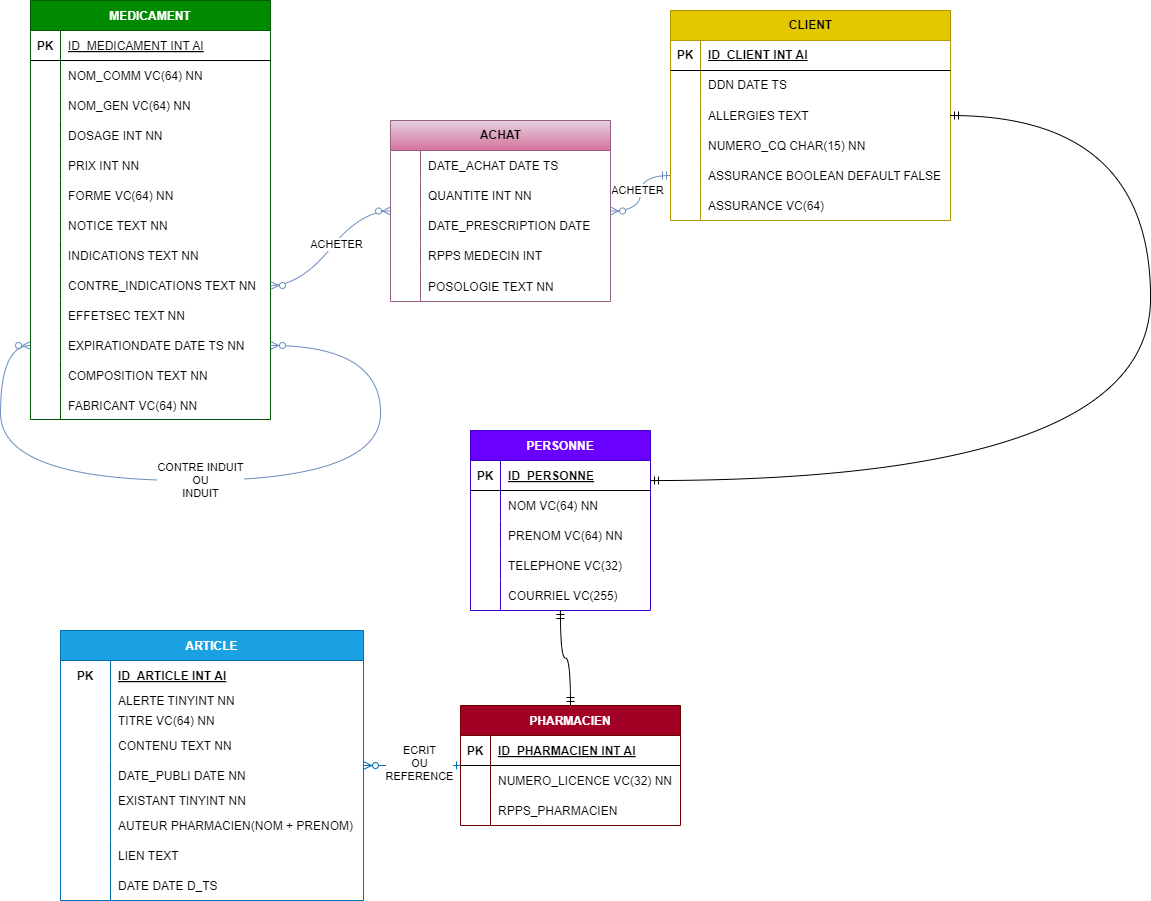 MEDICAMENT
PK ID_MEDICAMENT INT AI
NOM_COMM VC(64) NN
NOM_GEN VC(64) NN
DOSAGE INT NN
PRIX INT NN
FORME VC(64) NN
NOTICE TEXT NN
INDICATIONS TEXT NN
CONTRE_INDICATIONS TEXT NN
EFFETSEC TEXT NN
EXPIRATIONDATE DATE TS NN
COMPOSITION TEXT NN
FABRICANT VC(64) NN
CONTRE INDUIT
OU
INDUIT
ACHETER
ACHAT
DATE_ACHAT DATE TS
QUANTITE INT NN
DATE_PRESCRIPTION DATE
RPPS MEDECIN INT
POSOLOGIE TEXT NN
ACHETER
CLIENT
PK ID_CLIENT INT AI
DDN DATE TS
ALLERGIES TEXT
NUMERO_CQ CHAR(15) NN
ASSURANCE BOOLEAN DEFAULT FALSE
ASSURANCE VC(64)
PERSONNE
PK ID_PERSONNE
NOM VC(64) NN
PRENOM VC(64) NN
TELEPHONE VC(32)
COURRIEL VC(255)
ARTICLE
PK ID_ARTICLE INT AI
ALERTE TINYINT NN
TITRE VC(64) NN
CONTENU TEXT NN
DATE_PUBLI DATE NN
EXISTANT TINYINT NN
AUTEUR PHARMACIEN(NOM + PRENOM)
LIEN TEXT
DATE DATE D_TS
ECRIT
OU
REFERENCE
PHARMACIEN
PK ID_PHARMACIEN INT AI
NUMERO_LICENCE VC(32) NN
RPPS_PHARMACIEN